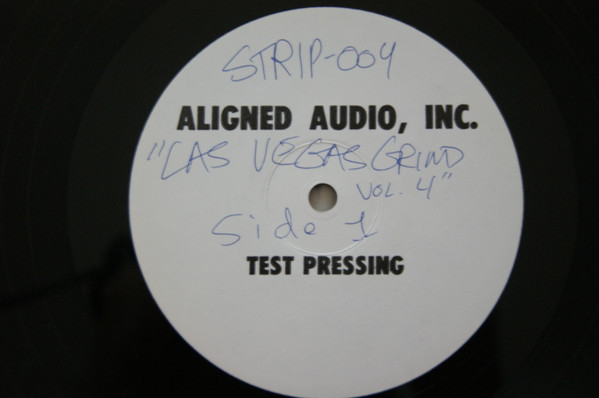 STRIP-004
ALIGNED AUDIO, INC.
"LAS VEGAS GRIND
VOL. 4"
Side 1
TEST PRESSING